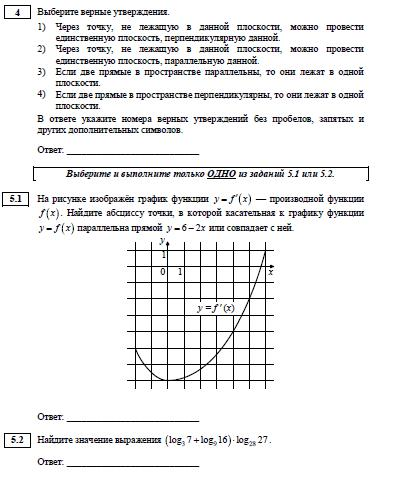 4 Выберите верные утверждения.
1) Через точку, не лежащую в данной плоскости, можно провести
единственную плоскость, перпендикулярную данной.
2) Через точку, не лежащую в данной плоскости, можно провести
единственную плоскость, параллельную данной.
3) Если две прямые в пространстве параллельны, то они лежат в одной
плоскости.
4) Если две прямые в пространстве перпендикулярны, то они лежат в одной
плоскости.
В ответе укажите номера верных утверждений без пробелов, запятых и
других дополнительных символов.
Ответ: ___________________________
Выберите и выполните только ОДНО из заданий 5.1 или 5.2.
5.1 На рисунке изображён график функции y = f′(x) — производной функции
f(x). Найдите абсциссу точки, в которой касательная к графику функции
y = f(x) параллельна прямой y = 6 – 2x или совпадает с ней.
y
1
0 1 x
y = f′(x)
Ответ: ___________________________
5.2 Найдите значение выражения (log₃ 7 + log₉ 16) · log₂₈ 27.
Ответ: ___________________________